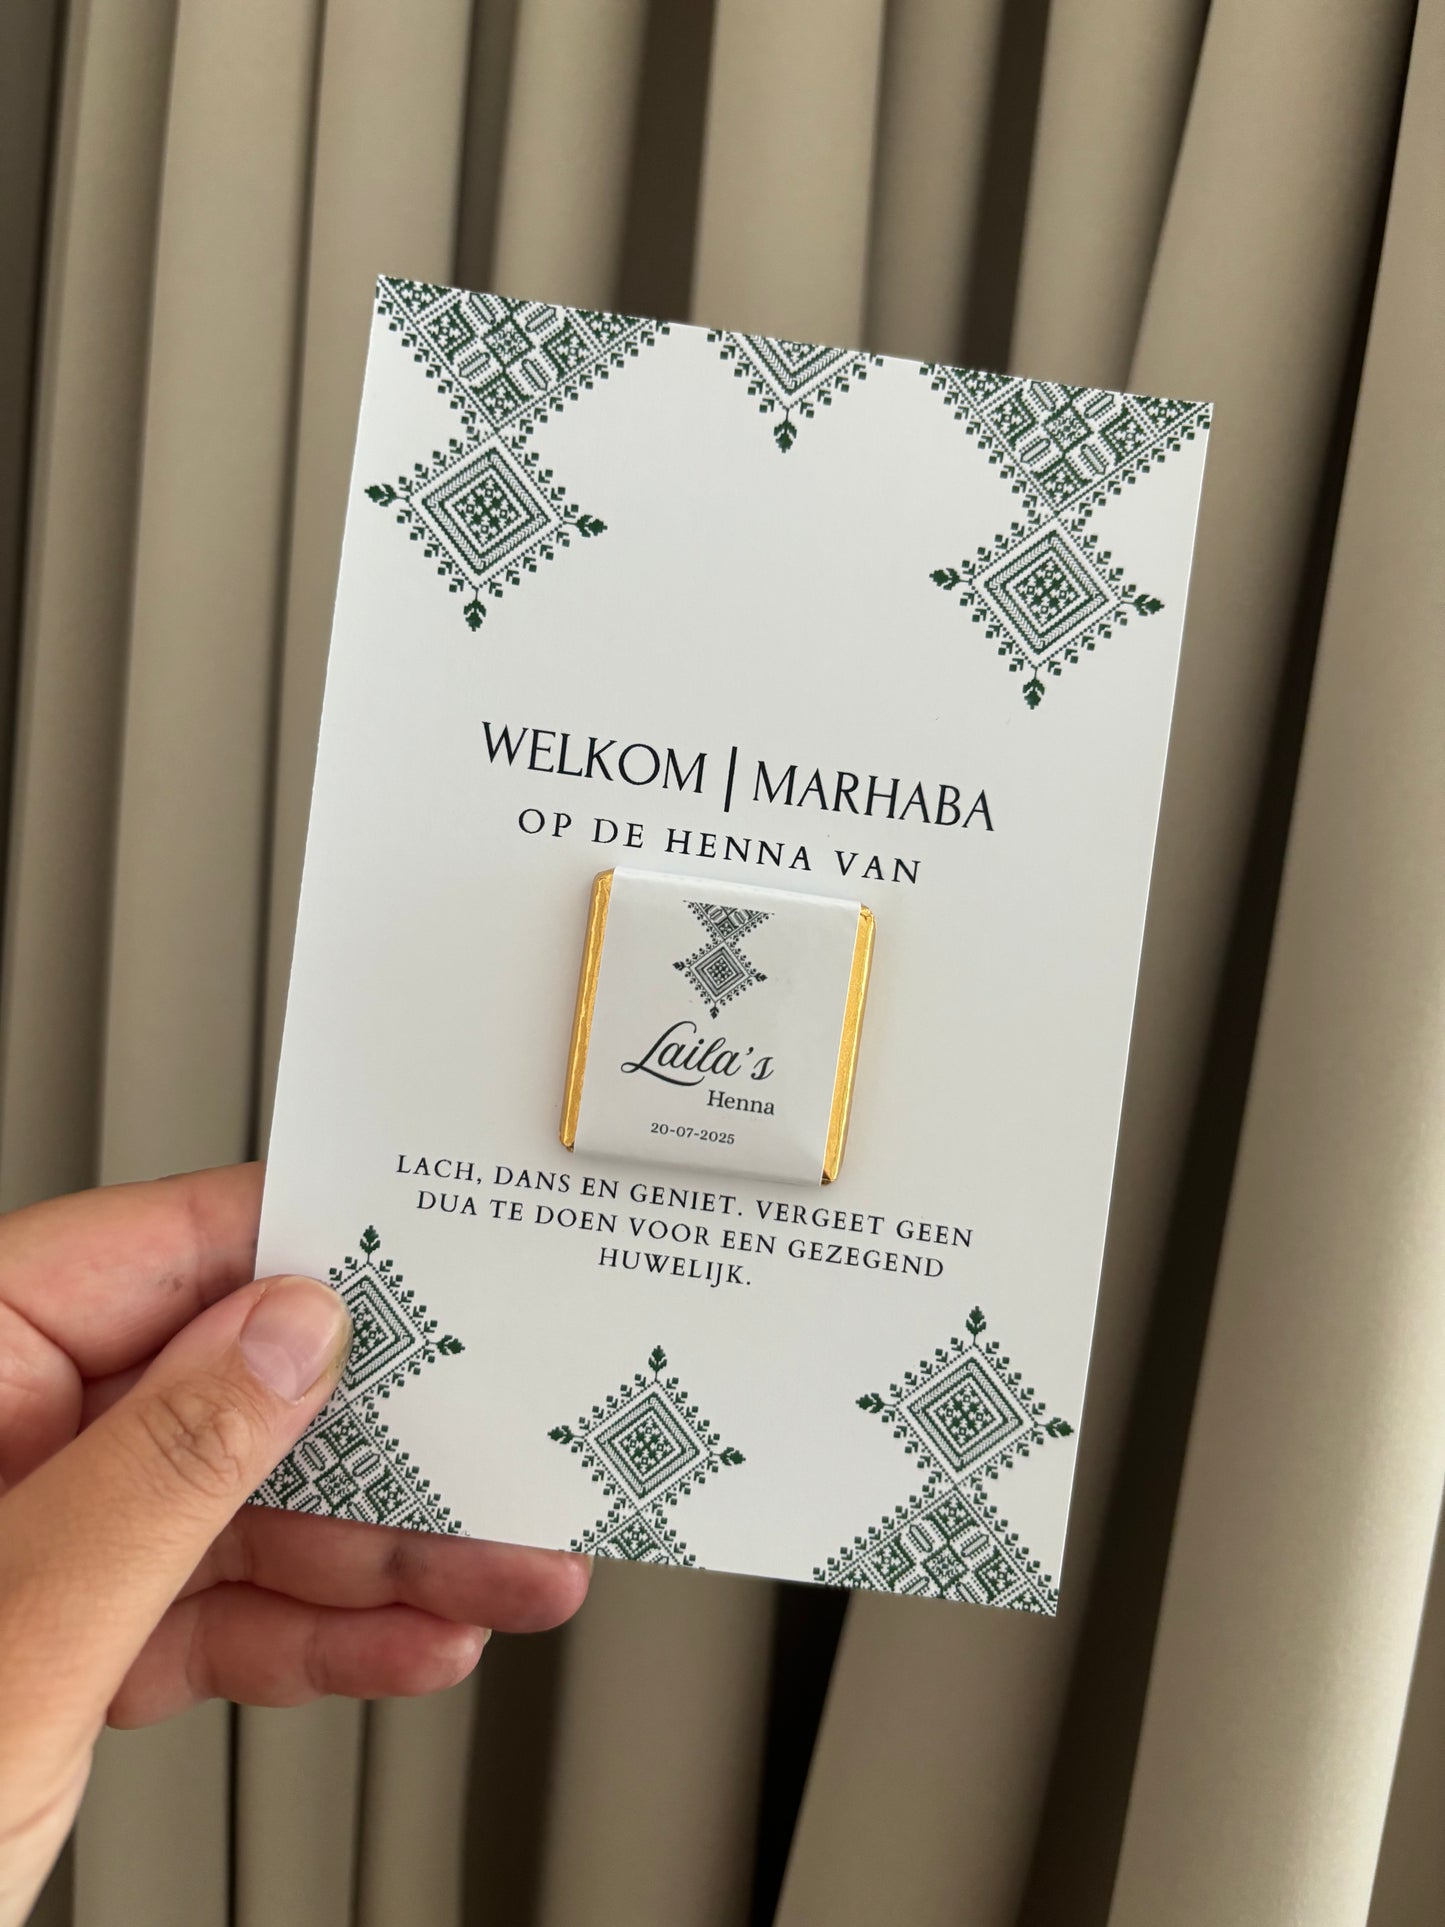 WELKOM | MARHABA
OP DE HENNA VAN
Laila's
Henna
20-07-2025
LACH, DANS EN GENIET. VERGEET GEEN
DUA TE DOEN VOOR EEN GEZEGEND
HUWELIJK.